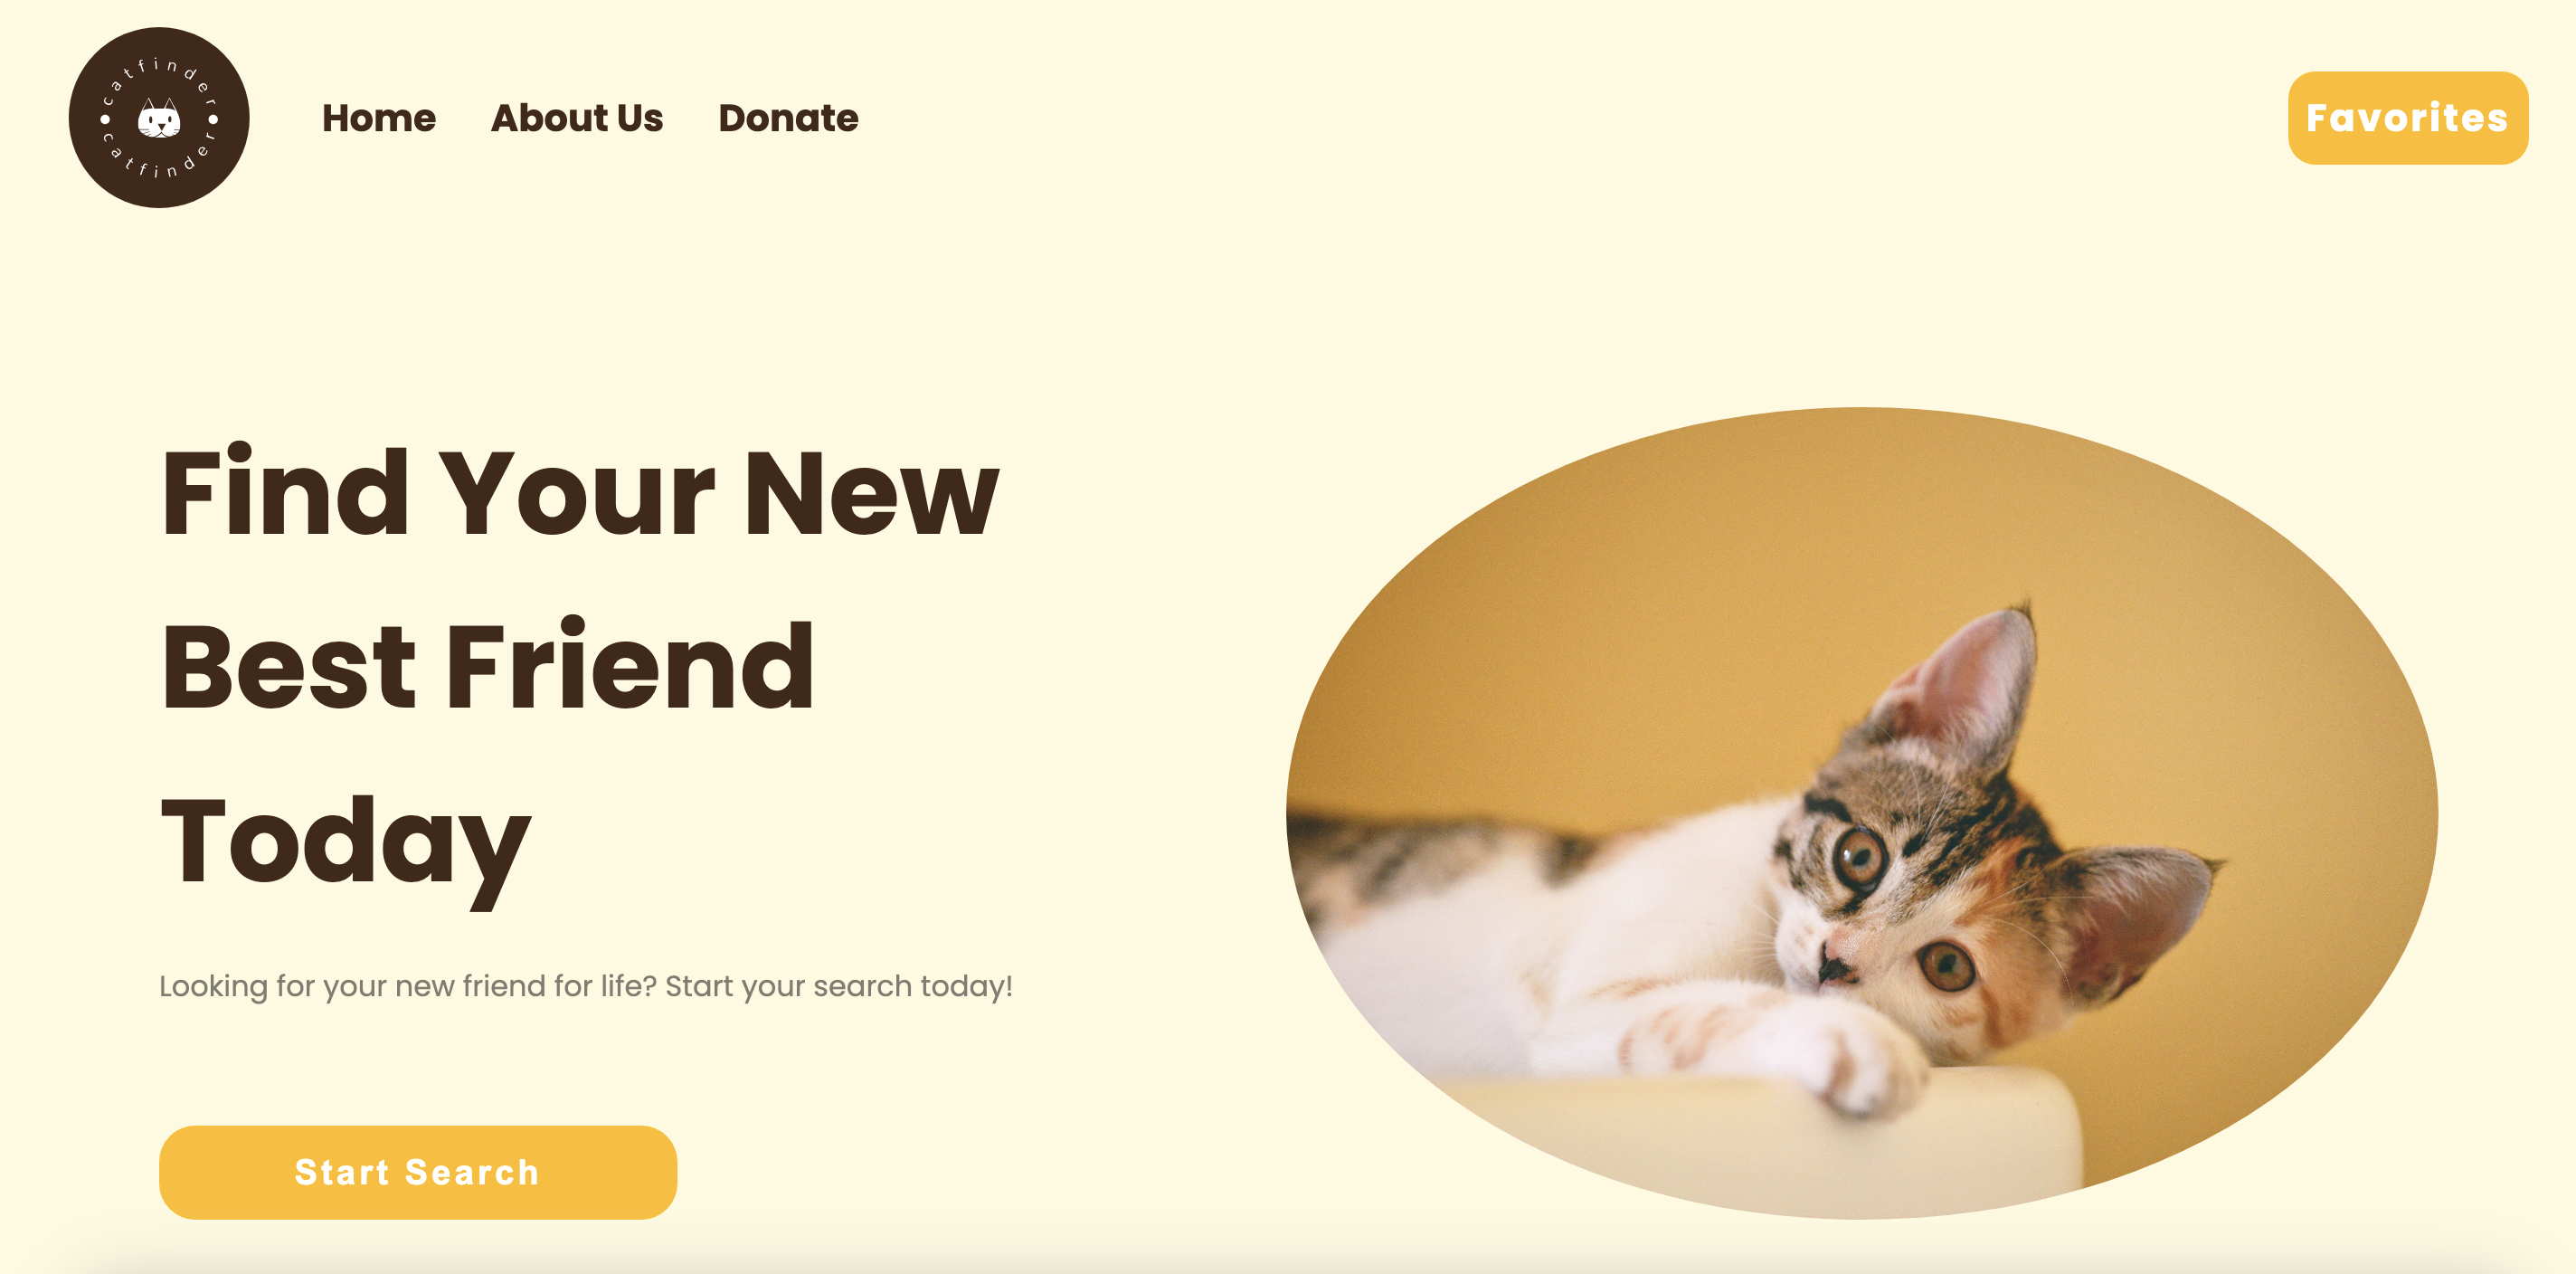 catfinder
catfinder
Home
About Us
Donate
Favorites
Find Your New
Best Friend
Today
Looking for your new friend for life? Start your search today!
Start Search